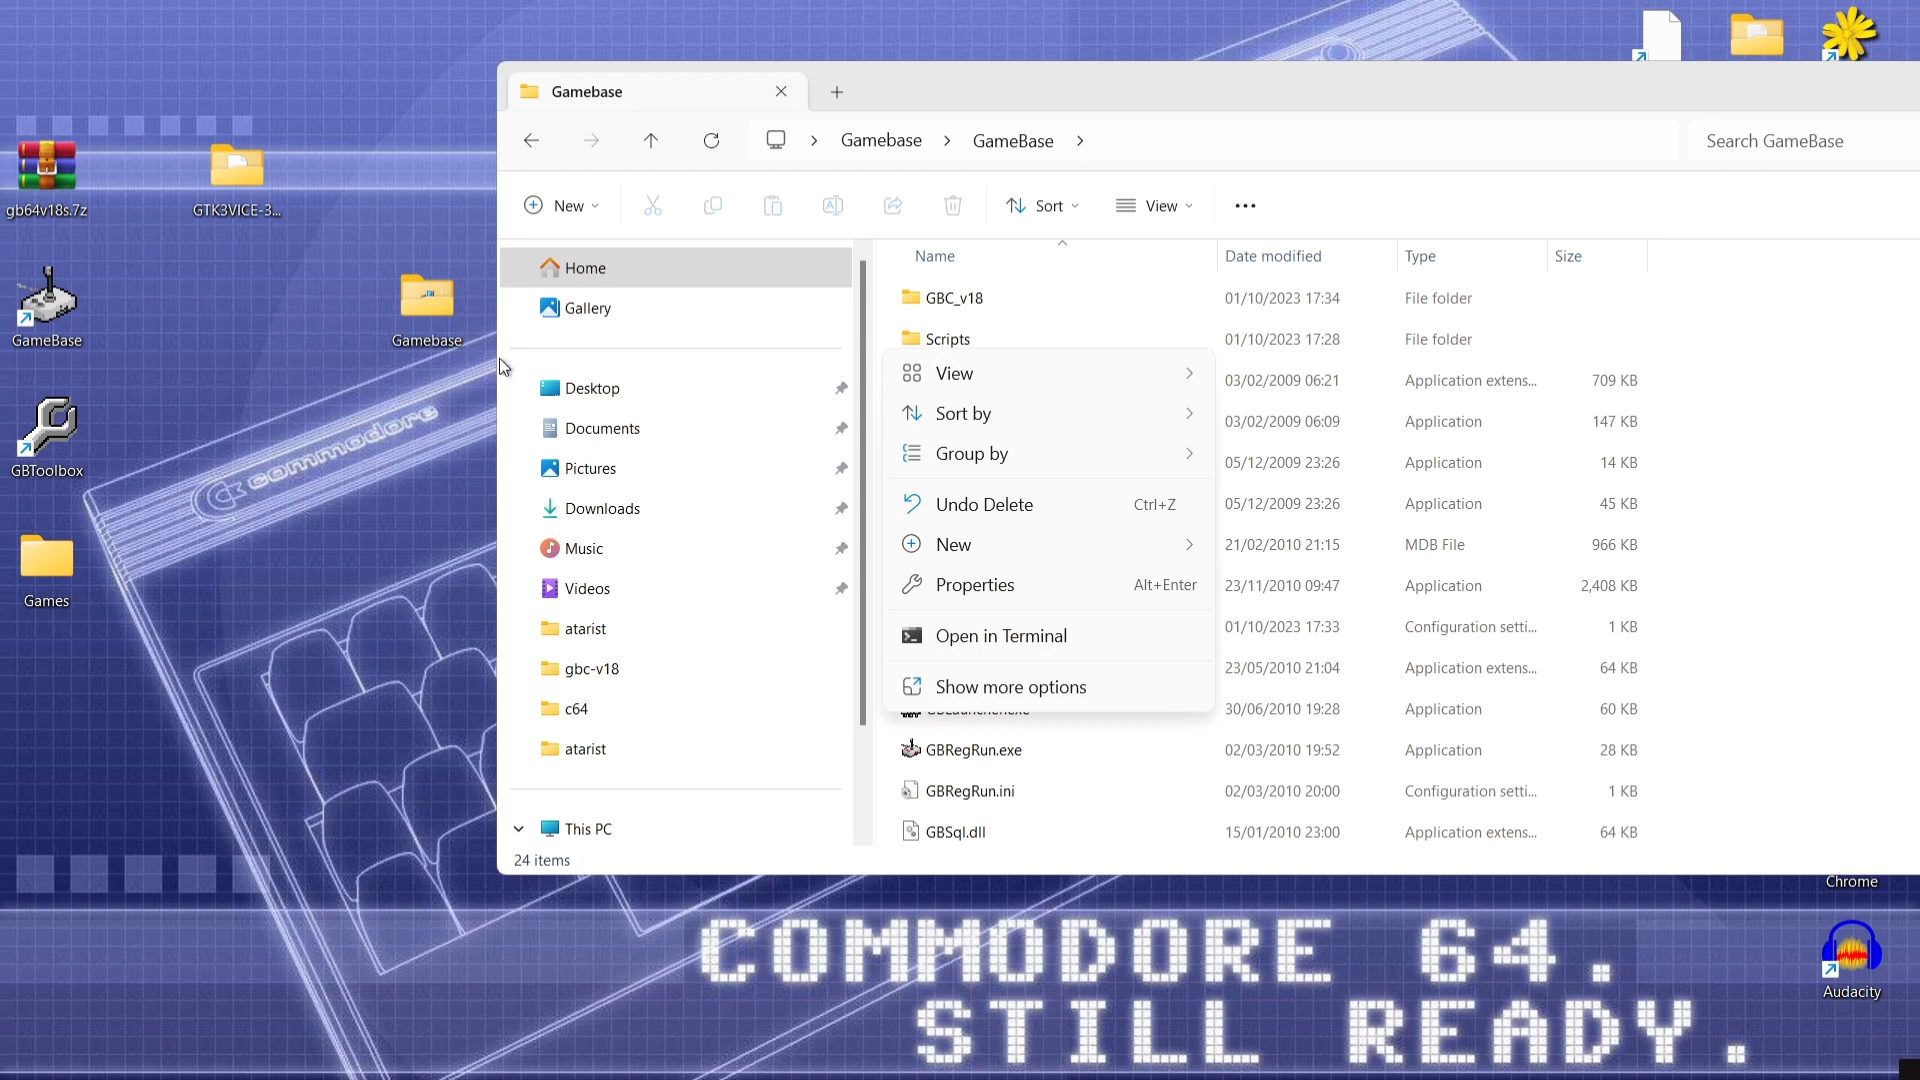 Gamebase
Gamebase > GameBase >
Search GameBase
New
Sort
View
Name Date modified Type Size
Home
Gallery
Desktop
Documents
Pictures
Downloads
Music
Videos
atarist
gbc-v18
c64
atarist
This PC
24 items
GBC_v18 01/10/2023 17:34 File folder
Scripts 01/10/2023 17:28 File folder
03/02/2009 06:21 Application extens... 709 KB
03/02/2009 06:09 Application 147 KB
05/12/2009 23:26 Application 14 KB
05/12/2009 23:26 Application 45 KB
21/02/2010 21:15 MDB File 966 KB
23/11/2010 09:47 Application 2,408 KB
01/10/2023 17:33 Configuration setti... 1 KB
23/05/2010 21:04 Application extens... 64 KB
30/06/2010 19:28 Application 60 KB
GBRegRun.exe 02/03/2010 19:52 Application 28 KB
GBRegRun.ini 02/03/2010 20:00 Configuration setti... 1 KB
GBSql.dll 15/01/2010 23:00 Application extens... 64 KB
View
Sort by
Group by
Undo Delete Ctrl+Z
New
Properties Alt+Enter
Open in Terminal
Show more options
gb64v18s.7z
GTK3VICE-3...
GameBase
Gamebase
GBToolbox
Games
Chrome
Audacity
commodore
COMMODORE 64.
STILL READY.